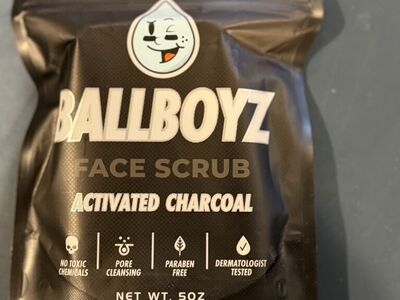 BALLBOYZ
FACE SCRUB
ACTIVATED CHARCOAL
NO TOXIC CHEMICALS
PORE CLEANSING
PARABEN FREE
DERMATOLOGIST TESTED
NET WT. 5OZ